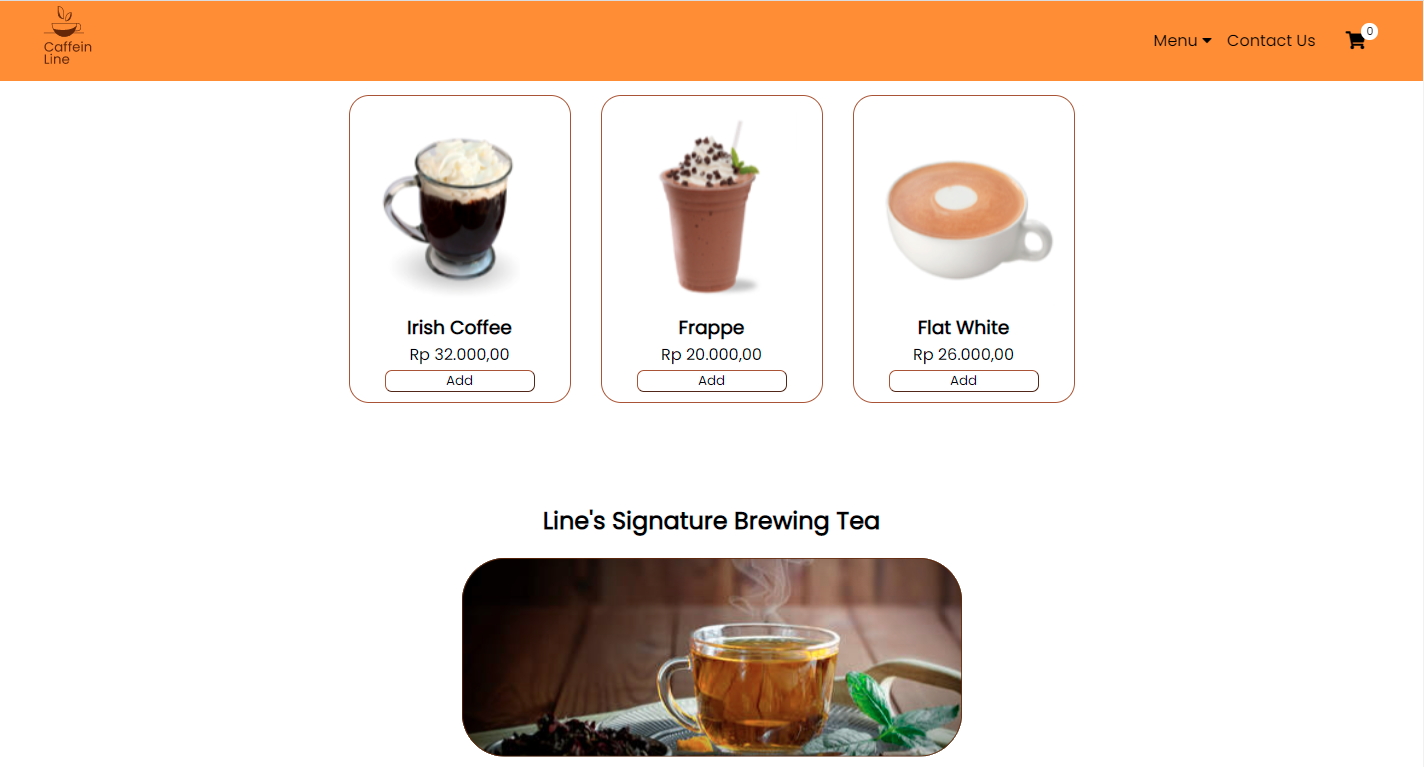 Caffein
Line
Menu
Contact Us
0
Irish Coffee
Rp 32.000,00
Add
Frappe
Rp 20.000,00
Add
Flat White
Rp 26.000,00
Add
Line's Signature Brewing Tea